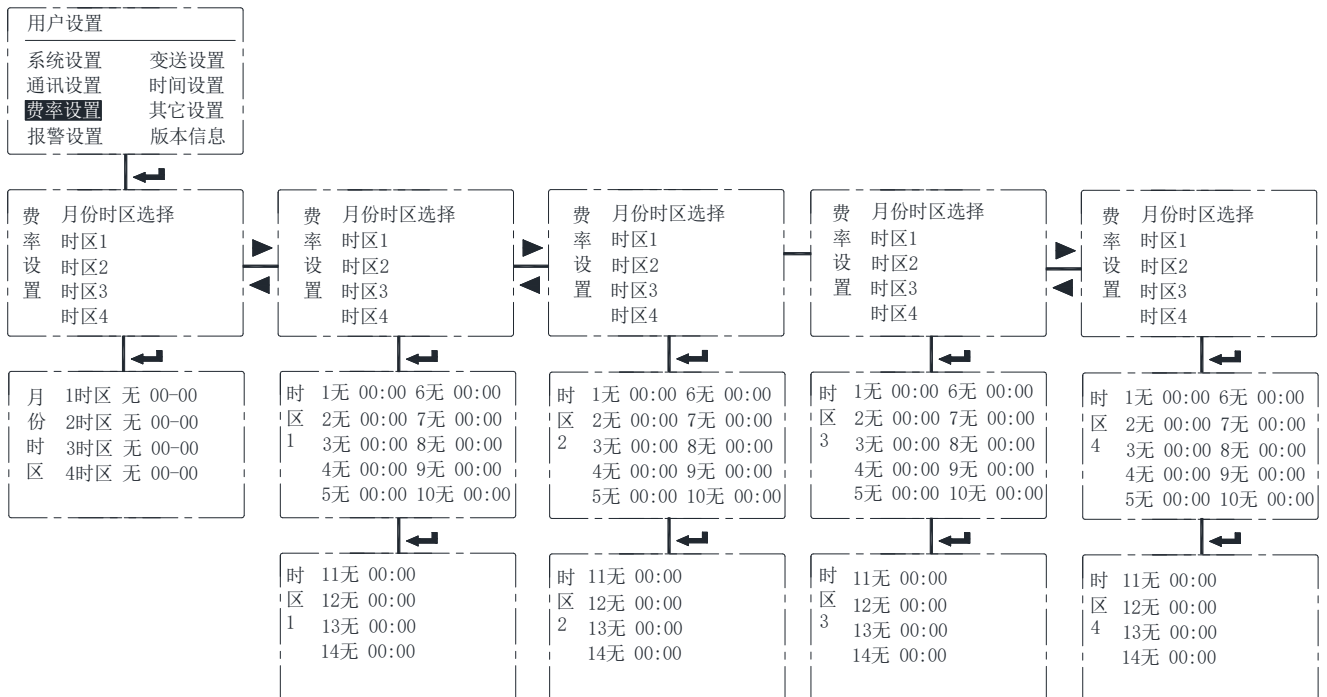 用户设置
系统设置 变送设置
通讯设置 时间设置
费率设置 其它设置
报警设置 版本信息
费率设置
月份时区选择
时区1
时区2
时区3
时区4
费率设置
月份时区选择
时区1
时区2
时区3
时区4
费率设置
月份时区选择
时区1
时区2
时区3
时区4
费率设置
月份时区选择
时区1
时区2
时区3
时区4
费率设置
月份时区选择
时区1
时区2
时区3
时区4
月份时区
1时区 无 00-00
2时区 无 00-00
3时区 无 00-00
4时区 无 00-00
时区1
1无 00:00 6无 00:00
2无 00:00 7无 00:00
3无 00:00 8无 00:00
4无 00:00 9无 00:00
5无 00:00 10无 00:00
时区2
1无 00:00 6无 00:00
2无 00:00 7无 00:00
3无 00:00 8无 00:00
4无 00:00 9无 00:00
5无 00:00 10无 00:00
时区3
1无 00:00 6无 00:00
2无 00:00 7无 00:00
3无 00:00 8无 00:00
4无 00:00 9无 00:00
5无 00:00 10无 00:00
时区4
1无 00:00 6无 00:00
2无 00:00 7无 00:00
3无 00:00 8无 00:00
4无 00:00 9无 00:00
5无 00:00 10无 00:00
时区1
11无 00:00
12无 00:00
13无 00:00
14无 00:00
时区2
11无 00:00
12无 00:00
13无 00:00
14无 00:00
时区3
11无 00:00
12无 00:00
13无 00:00
14无 00:00
时区4
11无 00:00
12无 00:00
13无 00:00
14无 00:00